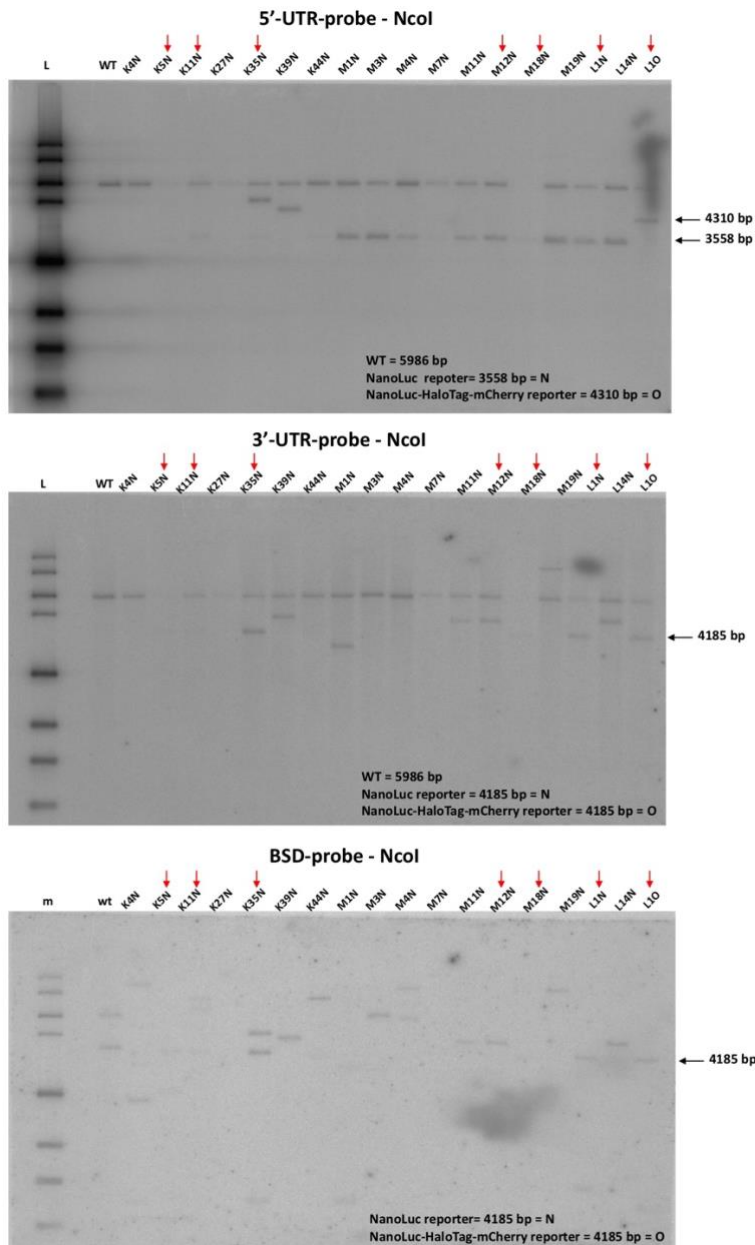 5’-UTR-probe - NcoI
L WT K4N K5N K11N K27N K35N K39N K44N M1N M3N M4N M7N M11N M12N M18N M19N L1N L14N L1O
4310 bp
3558 bp
WT = 5986 bp
NanoLuc repoter= 3558 bp = N
NanoLuc-HaloTag-mCherry reporter = 4310 bp = O
3’-UTR-probe - NcoI
L WT K4N K5N K11N K27N K35N K39N K44N M1N M3N M4N M7N M11N M12N M18N M19N L1N L14N L1O
4185 bp
WT = 5986 bp
NanoLuc reporter = 4185 bp = N
NanoLuc-HaloTag-mCherry reporter = 4185 bp = O
BSD-probe - NcoI
m wt K4N K5N K11N K27N K35N K39N K44N M1N M3N M4N M7N M11N M12N M18N M19N L1N L14N L1O
4185 bp
NanoLuc reporter= 4185 bp = N
NanoLuc-HaloTag-mCherry reporter = 4185 bp = O